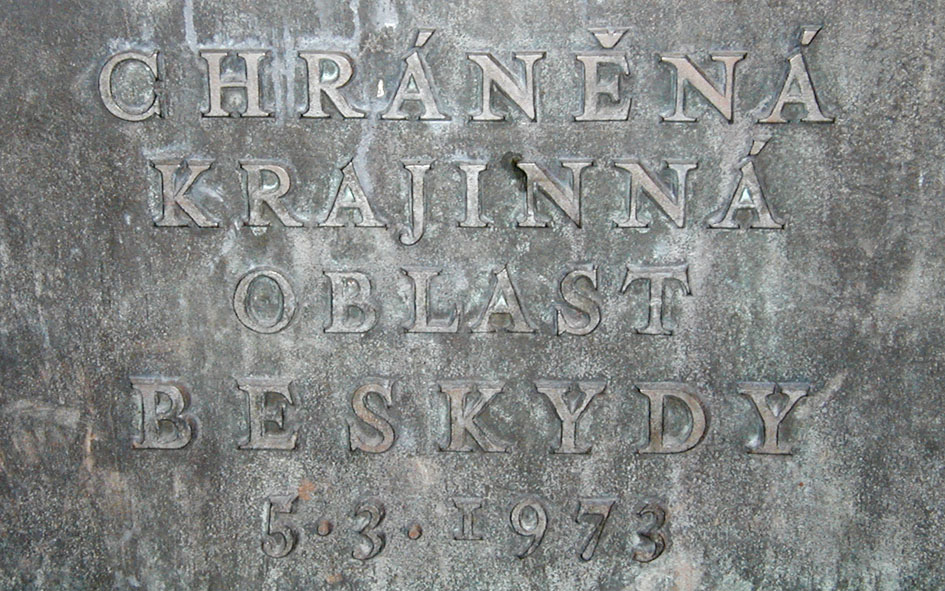 CHRÁNĚNÁ
KRAJINNÁ
OBLAST
BESKYDY
5·3·1973